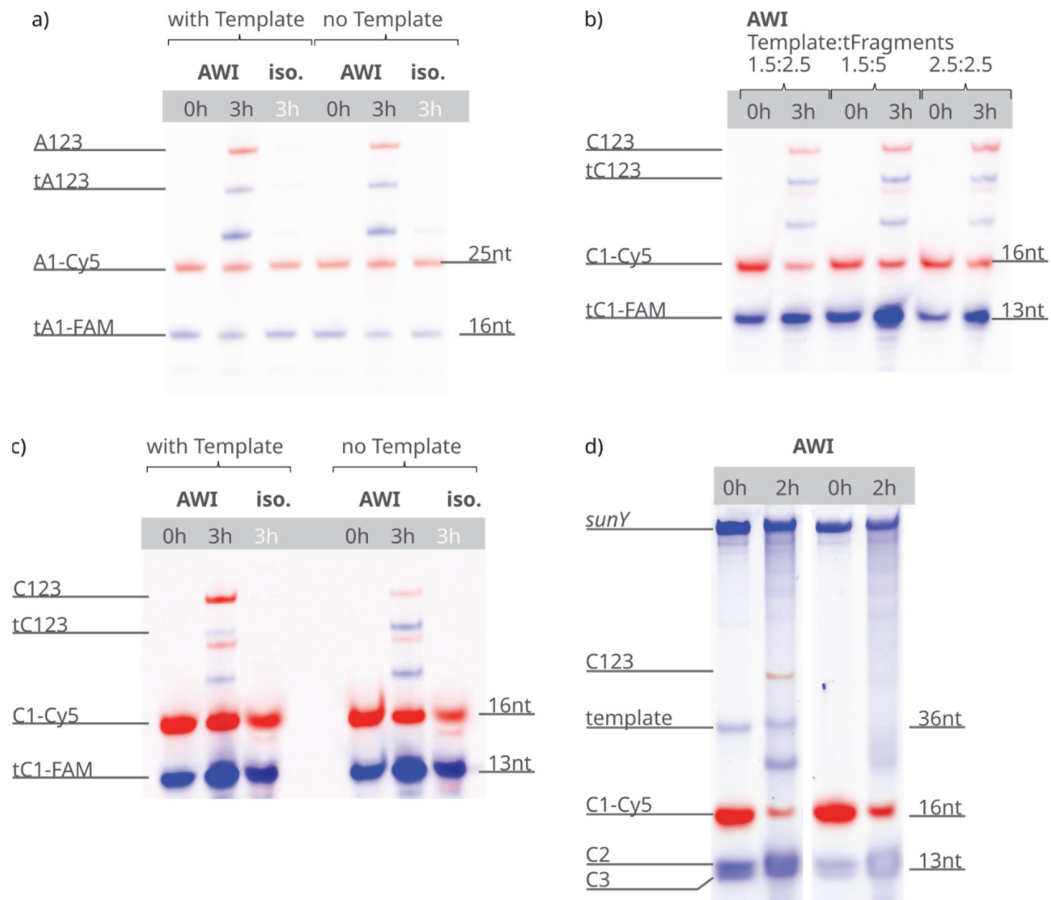 a)
with Template no Template
AWI iso. AWI iso.
0h 3h 3h 0h 3h 3h
A123
tA123
A1-Cy5 25nt
tA1-FAM 16nt
b) AWI
Template:tFragments
1.5:2.5 1.5:5 2.5:2.5
0h 3h 0h 3h 0h 3h
C123
tC123
C1-Cy5 16nt
tC1-FAM 13nt
c)
with Template no Template
AWI iso. AWI iso.
0h 3h 3h 0h 3h 3h
C123
tC123
C1-Cy5 16nt
tC1-FAM 13nt
d) AWI
0h 2h 0h 2h
sunY
C123
template 36nt
C1-Cy5 16nt
C2 13nt
C3